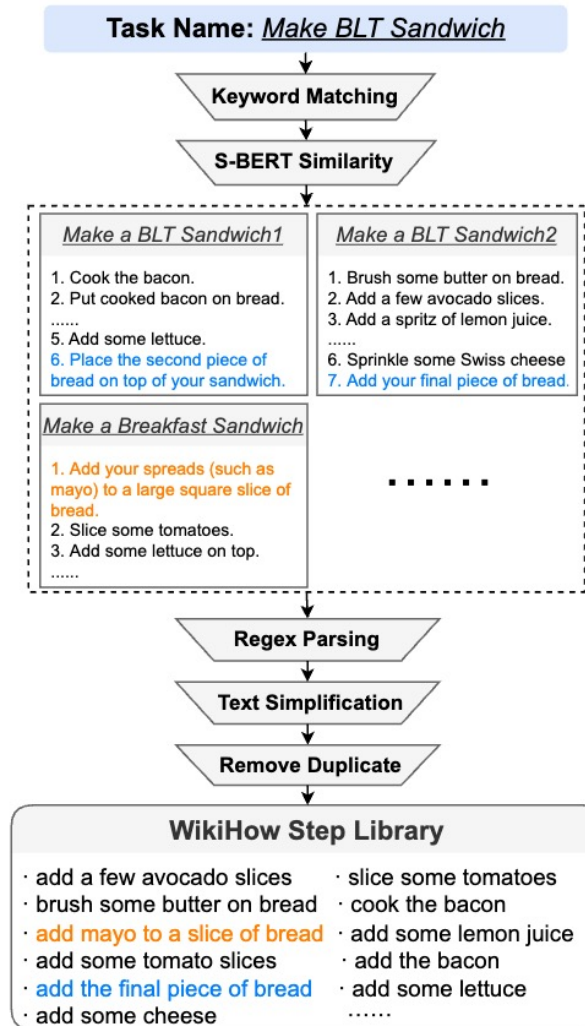 Task Name: Make BLT Sandwich
Keyword Matching
S-BERT Similarity
Make a BLT Sandwich1
1. Cook the bacon.
2. Put cooked bacon on bread.
......
5. Add some lettuce.
6. Place the second piece of
bread on top of your sandwich.
Make a BLT Sandwich2
1. Brush some butter on bread.
2. Add a few avocado slices.
3. Add a spritz of lemon juice.
......
6. Sprinkle some Swiss cheese
7. Add your final piece of bread.
Make a Breakfast Sandwich
1. Add your spreads (such as
mayo) to a large square slice of
bread.
2. Slice some tomatoes.
3. Add some lettuce on top.
......
......
Regex Parsing
Text Simplification
Remove Duplicate
WikiHow Step Library
· add a few avocado slices
· brush some butter on bread
· add mayo to a slice of bread
· add some tomato slices
· add the final piece of bread
· add some cheese
· slice some tomatoes
· cook the bacon
· add some lemon juice
· add the bacon
· add some lettuce
· ......